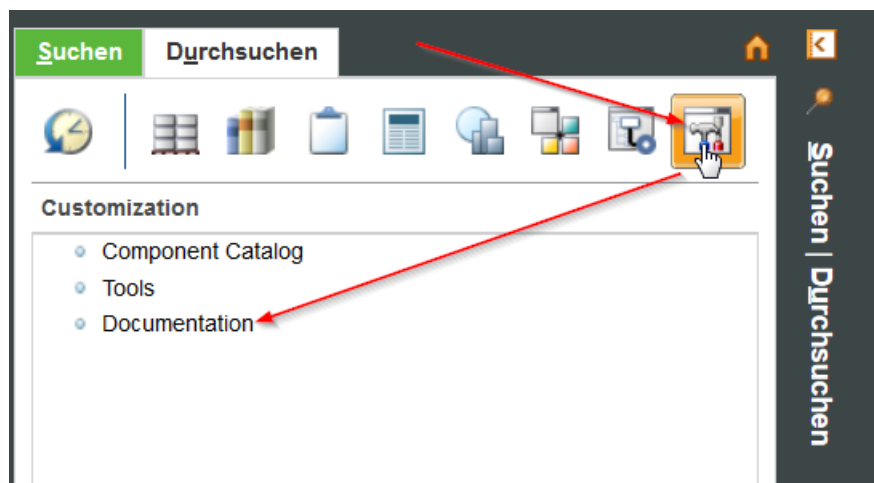 Suchen Durchsuchen
Customization
Component Catalog
Tools
Documentation
Suchen | Durchsuchen